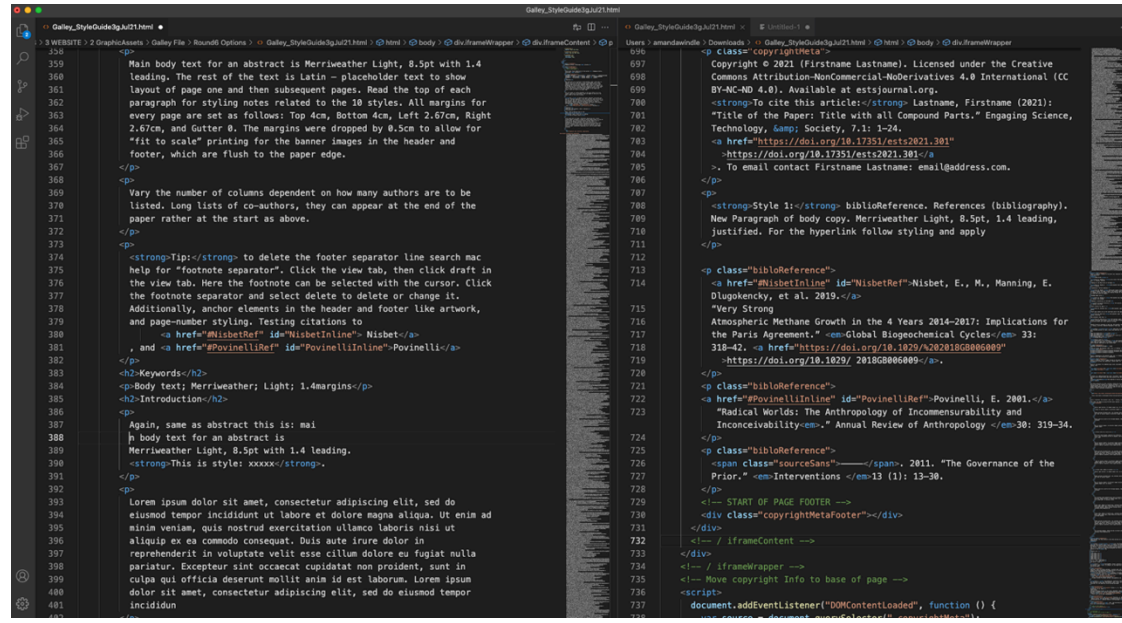 Galley_StyleGuide3gJul21.html
Galley_StyleGuide3gJul21.html
3 WEBSITE > 2 GraphicAssets > Galley File > Round6 Options > Galley_StyleGuide3gJul21.html > html > body > div.iframeWrapper > div.iframeContent > p
358 <p>
359 Main body text for an abstract is Merriweather Light, 8.5pt with 1.4
360 leading. The rest of the text is Latin – placeholder text to show
361 layout of page one and then subsequent pages. Read the top of each
362 paragraph for styling notes related to the 10 styles. All margins for
363 every page are set as follows: Top 4cm, Bottom 4cm, Left 2.67cm, Right
364 2.67cm, and Gutter 0. The margins were dropped by 0.5cm to allow for
365 “fit to scale” printing for the banner images in the header and
366 footer, which are flush to the paper edge.
367 </p>
368 <p>
369 Vary the number of columns dependent on how many authors are to be
370 listed. Long lists of co-authors, they can appear at the end of the
371 paper rather at the start as above.
372 </p>
373 <p>
374 <strong>Tip:</strong> to delete the footer separator line search mac
375 help for “footnote separator”. Click the view tab, then click draft in
376 the view tab. Here the footnote can be selected with the cursor. Click
377 the footnote separator and select delete to delete or change it.
378 Additionally, anchor elements in the header and footer like artwork,
379 and page-number styling. Testing citations to
380 <a href="#NisbetRef" id="NisbetInline"> Nisbet</a>
381 , and <a href="#PovinelliRef" id="PovinelliInline">Povinelli</a>
382 </p>
383 <h2>Keywords</h2>
384 <p>Body text; Merriweather; Light; 1.4margins</p>
385 <h2>Introduction</h2>
386 <p>
387 Again, same as abstract this is: mai
388 n body text for an abstract is
389 Merriweather Light, 8.5pt with 1.4 leading.
390 <strong>This is style: xxxxx</strong>.
391 </p>
392 <p>
393 Lorem ipsum dolor sit amet, consectetur adipiscing elit, sed do
394 eiusmod tempor incididunt ut labore et dolore magna aliqua. Ut enim ad
395 minim veniam, quis nostrud exercitation ullamco laboris nisi ut
396 aliquip ex ea commodo consequat. Duis aute irure dolor in
397 reprehenderit in voluptate velit esse cillum dolore eu fugiat nulla
398 pariatur. Excepteur sint occaecat cupidatat non proident, sunt in
399 culpa qui officia deserunt mollit anim id est laborum. Lorem ipsum
400 dolor sit amet, consectetur adipiscing elit, sed do eiusmod tempor
401 incididun
Galley_StyleGuide3gJul21.html
Untitled-1
Users > amandawindle > Downloads > Galley_StyleGuide3gJul21.html > html > body > div.iframeWrapper > div.iframeContent
696 <p class="copyrightMeta">
697 Copyright © 2021 (Firstname Lastname). Licensed under the Creative
698 Commons Attribution-NonCommercial-NoDerivatives 4.0 International (CC
699 BY-NC-ND 4.0). Available at estsjournal.org.
700 <strong>To cite this article:</strong> Lastname, Firstname (2021):
701 “Title of the Paper: Title with all Compound Parts.” Engaging Science,
702 Technology, &amp; Society, 7.1: 1–24.
703 <a href="https://doi.org/10.17351/ests2021.301"
704 >https://doi.org/10.17351/ests2021.301</a
705 >. To email contact Firstname Lastname: email@address.com.
706 </p>
707 <p>
708 <strong>Style 1:</strong> biblioReference. References (bibliography).
709 New Paragraph of body copy. Merriweather Light, 8.5pt, 1.4 leading,
710 justified. For the hyperlink follow styling and apply
711 </p>
712
713 <p class="bibloReference">
714 <a href="#NisbetInline" id="NisbetRef">Nisbet, E., M., Manning, E.
Dlugokencky, et al. 2019.</a>
715 “Very Strong
716 Atmospheric Methane Growth in the 4 Years 2014–2017: Implications for
717 the Paris Agreement.” <em>Global Biogeochemical Cycles</em> 33:
718 318–42. <a href="https://doi.org/10.1029/%202018GB006009"
719 >https://doi.org/10.1029/ 2018GB006009</a>.
720 </p>
721 <p class="bibloReference">
722 <a href="#PovinelliInline" id="PovinelliRef">Povinelli, E. 2001.</a>
723 “Radical Worlds: The Anthropology of Incommensurability and
Inconceivability<em>.” Annual Review of Anthropology </em>30: 319–34.
724 </p>
725 <p class="bibloReference">
726 <span class="sourceSans">———</span>. 2011. “The Governance of the
727 Prior.” <em>Interventions </em>13 (1): 13–30.
728 </p>
729 <!-- START OF PAGE FOOTER -->
730 <div class="copyrightMetaFooter"></div>
731 </div>
732 <!-- / iframeContent -->
733 </div>
734 <!-- / iframeWrapper -->
735 <!-- Move copyright Info to base of page -->
736 <script>
737 document.addEventListener("DOMContentLoaded", function () {
738 var source = document.querySelector(".copyrightMeta");